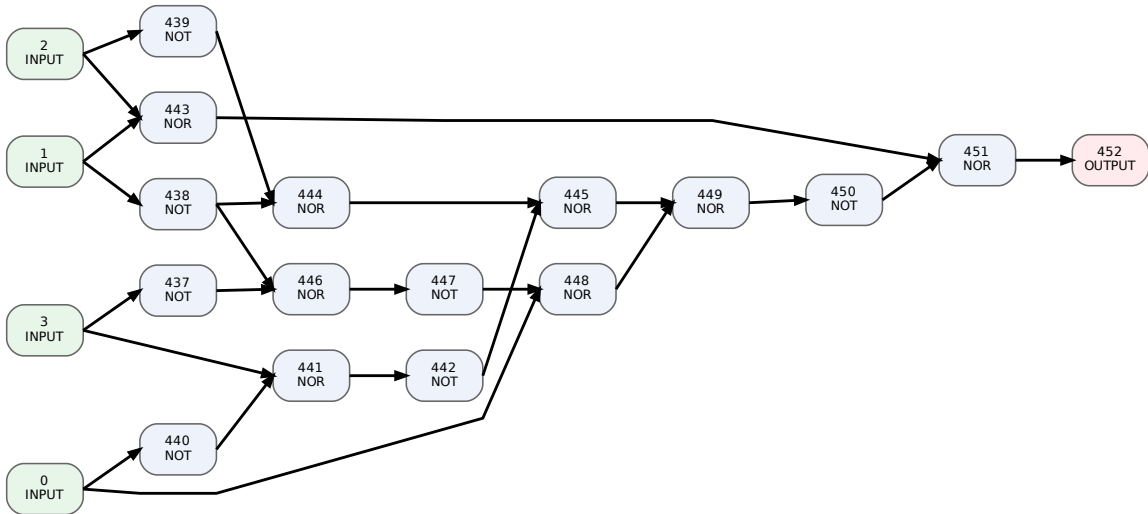 2
INPUT
1
INPUT
3
INPUT
0
INPUT
439
NOT
443
NOR
438
NOT
437
NOT
440
NOT
444
NOR
446
NOR
441
NOR
447
NOT
442
NOT
445
NOR
448
NOR
449
NOR
450
NOT
451
NOR
452
OUTPUT